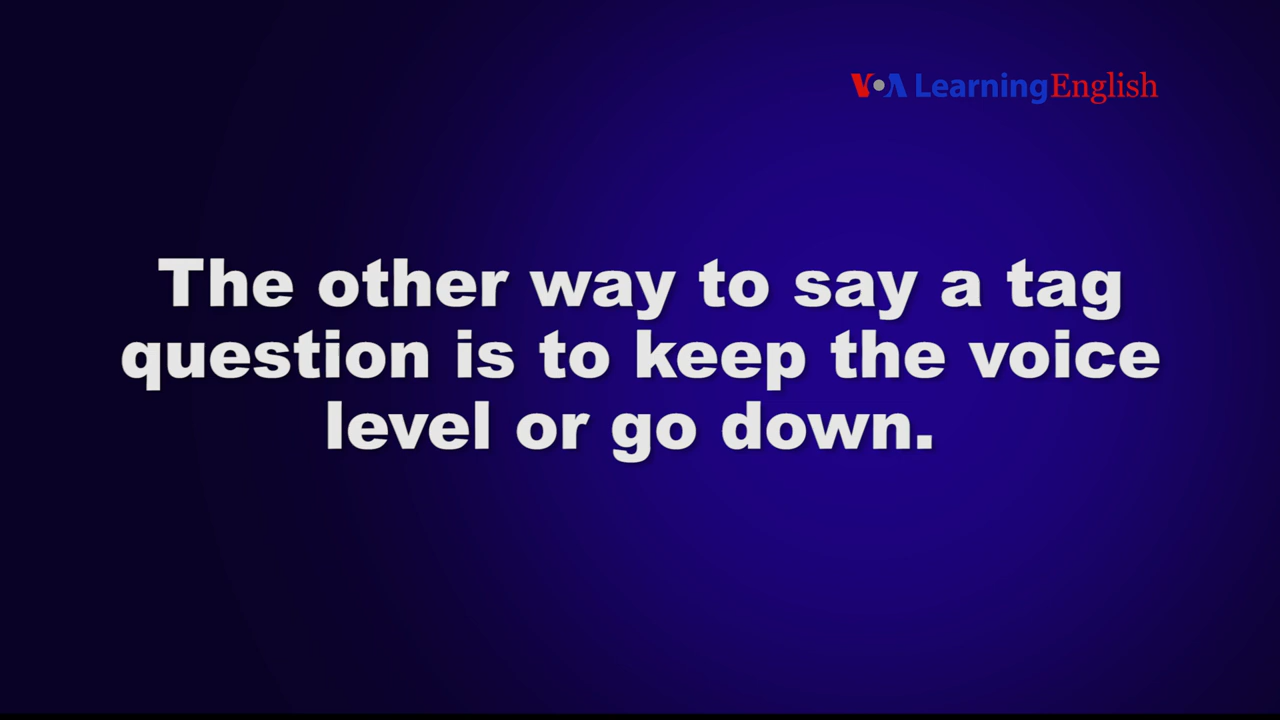 VOA LearningEnglish
The other way to say a tag
question is to keep the voice
level or go down.